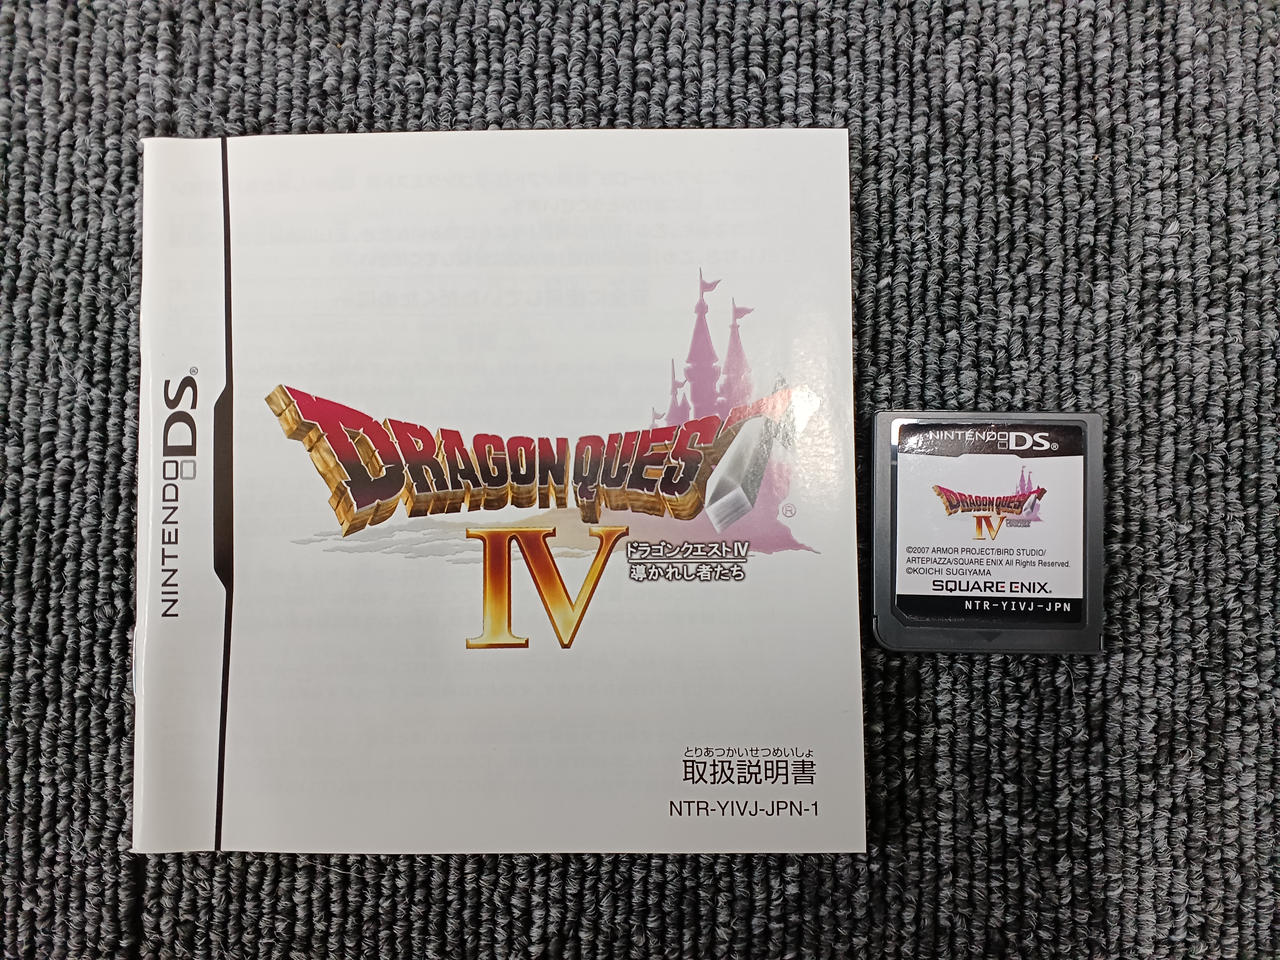 NINTENDO DS®
DRAGON QUEST®
IV
ドラゴンクエストIV
導かれし者たち
とりあつかいせつめいしょ
取扱説明書
NTR-YIVJ-JPN-1
NINTENDO DS®
DRAGON QUEST
IV
©2007 ARMOR PROJECT/BIRD STUDIO/
ARTEPIAZZA/SQUARE ENIX All Rights Reserved.
©KOICHI SUGIYAMA
SQUARE ENIX.
NTR-YIVJ-JPN